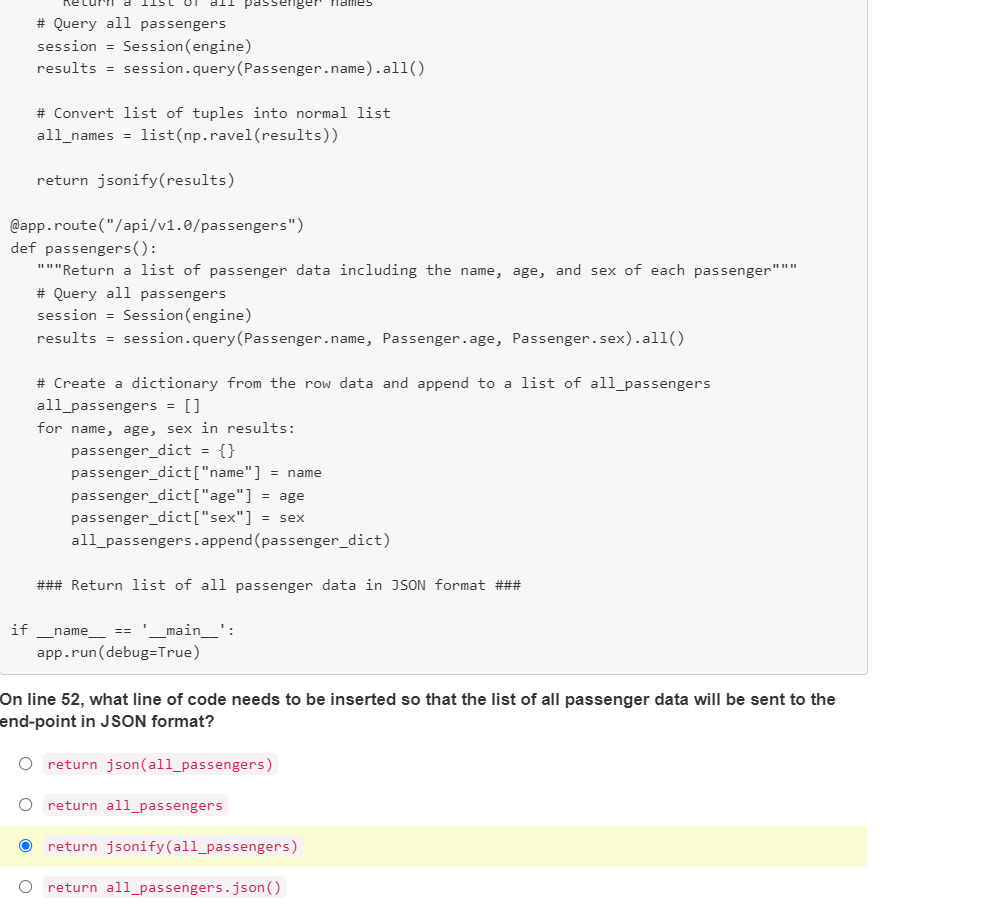 """Return a list of all passenger names"""
# Query all passengers
session = Session(engine)
results = session.query(Passenger.name).all()
# Convert list of tuples into normal list
all_names = list(np.ravel(results))
return jsonify(results)
@app.route("/api/v1.0/passengers")
def passengers():
"""Return a list of passenger data including the name, age, and sex of each passenger"""
# Query all passengers
session = Session(engine)
results = session.query(Passenger.name, Passenger.age, Passenger.sex).all()
# Create a dictionary from the row data and append to a list of all_passengers
all_passengers = []
for name, age, sex in results:
passenger_dict = {}
passenger_dict["name"] = name
passenger_dict["age"] = age
passenger_dict["sex"] = sex
all_passengers.append(passenger_dict)
### Return list of all passenger data in JSON format ###
if __name__ == '__main__':
app.run(debug=True)
On line 52, what line of code needs to be inserted so that the list of all passenger data will be sent to the
end-point in JSON format?
return json(all_passengers)
return all_passengers
return jsonify(all_passengers)
return all_passengers.json()